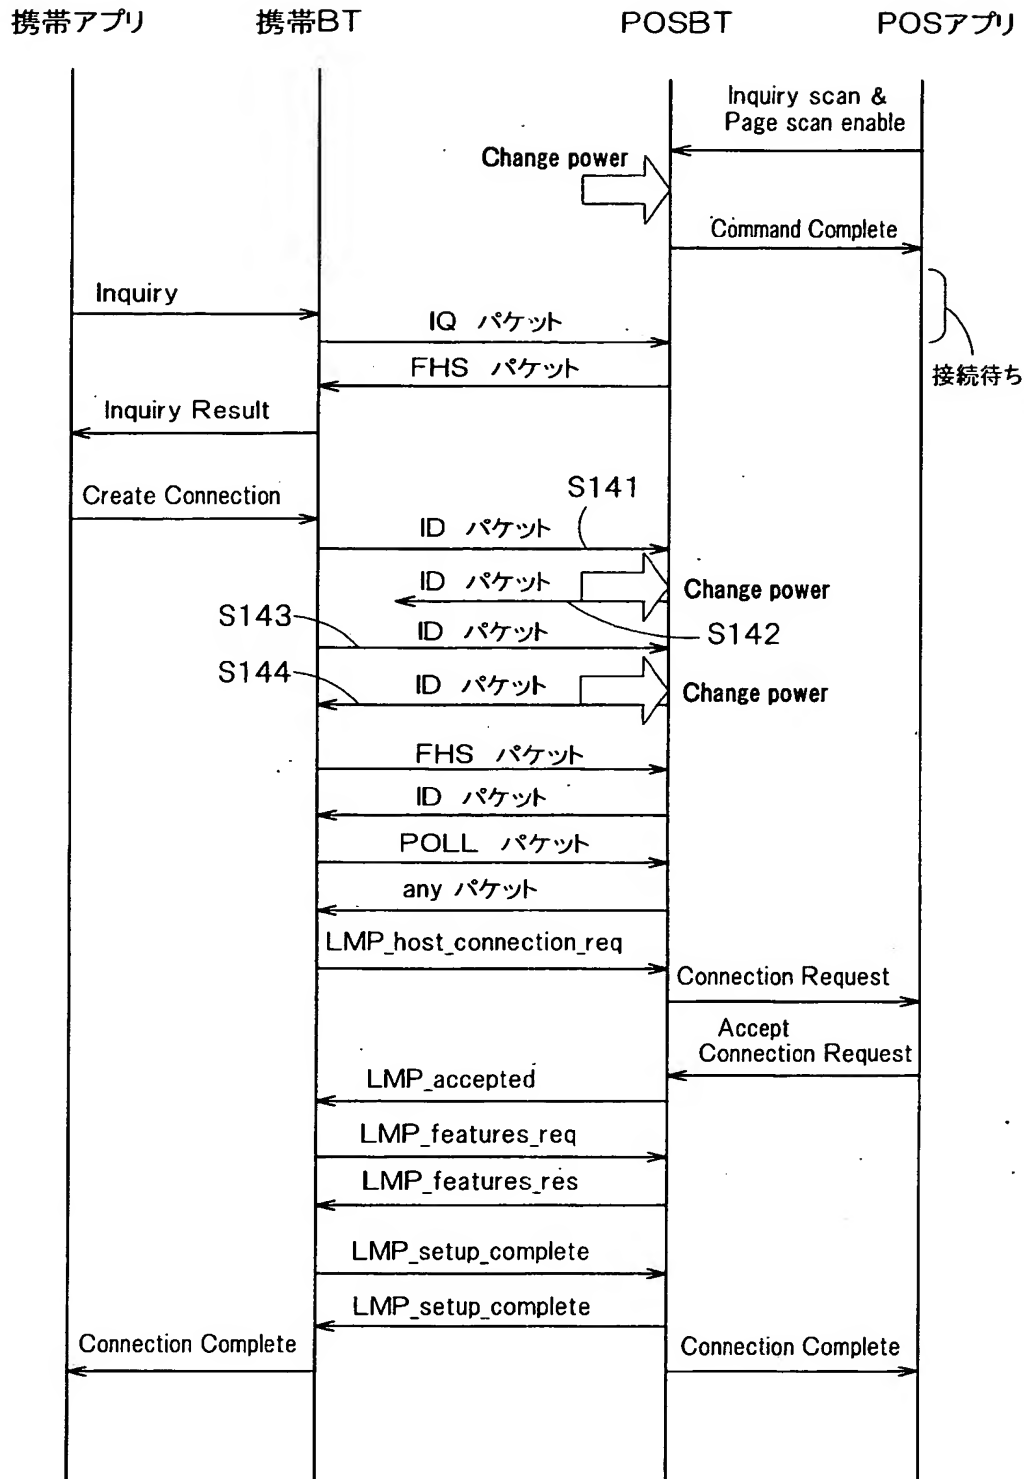 携帯アプリ 携帯BT POSBT POSアプリ
Inquiry scan &
Page scan enable
Change power
Command Complete
Inquiry
IQ パケット
FHS パケット
接続待ち
Inquiry Result
Create Connection
S141
ID パケット
ID パケット
Change power
S143
ID パケット
S142
S144
ID パケット
Change power
FHS パケット
ID パケット
POLL パケット
any パケット
LMP_host_connection_req
Connection Request
Accept
Connection Request
LMP_accepted
LMP_features_req
LMP_features_res
LMP_setup_complete
LMP_setup_complete
Connection Complete
Connection Complete